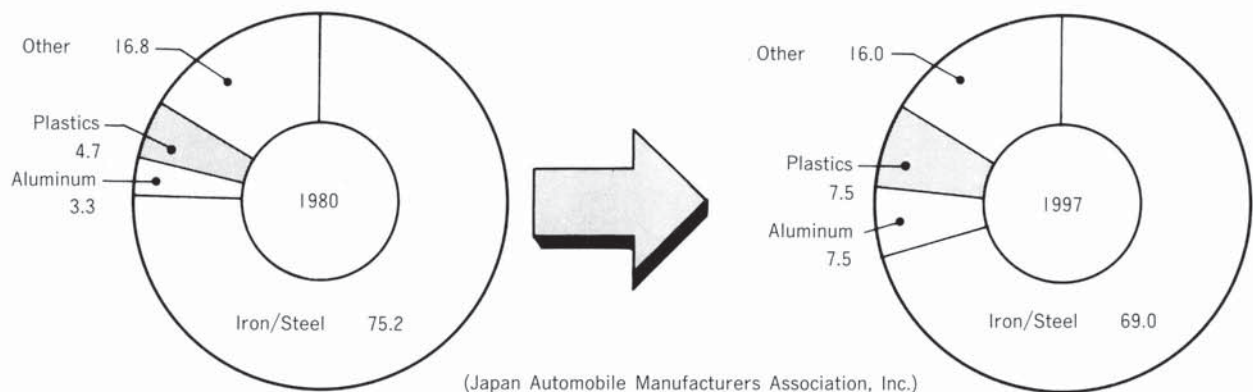 Other 16.8
Plastics
4.7
Aluminum
3.3
1980
Iron/Steel 75.2
Other 16.0
Plastics
7.5
Aluminum
7.5
1997
Iron/Steel 69.0
(Japan Automobile Manufacturers Association, Inc.)